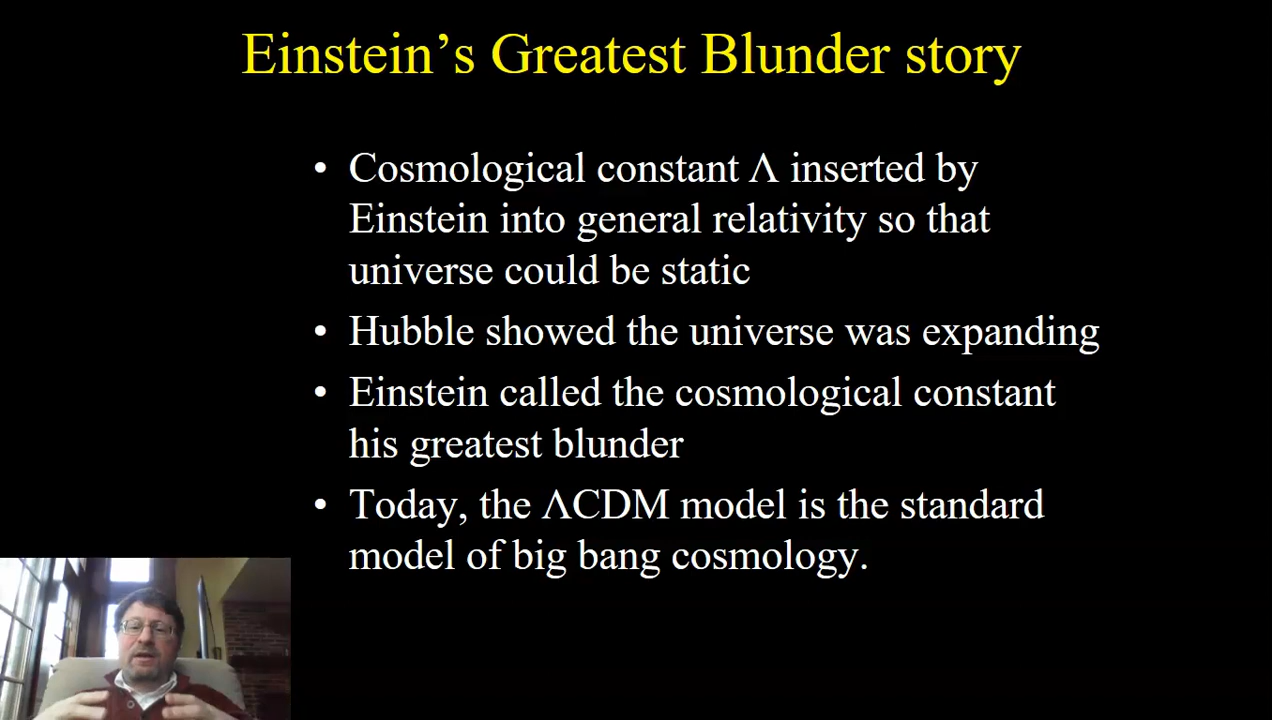 Einstein’s Greatest Blunder story
• Cosmological constant Λ inserted by
Einstein into general relativity so that
universe could be static
• Hubble showed the universe was expanding
• Einstein called the cosmological constant
his greatest blunder
• Today, the ΛCDM model is the standard
model of big bang cosmology.